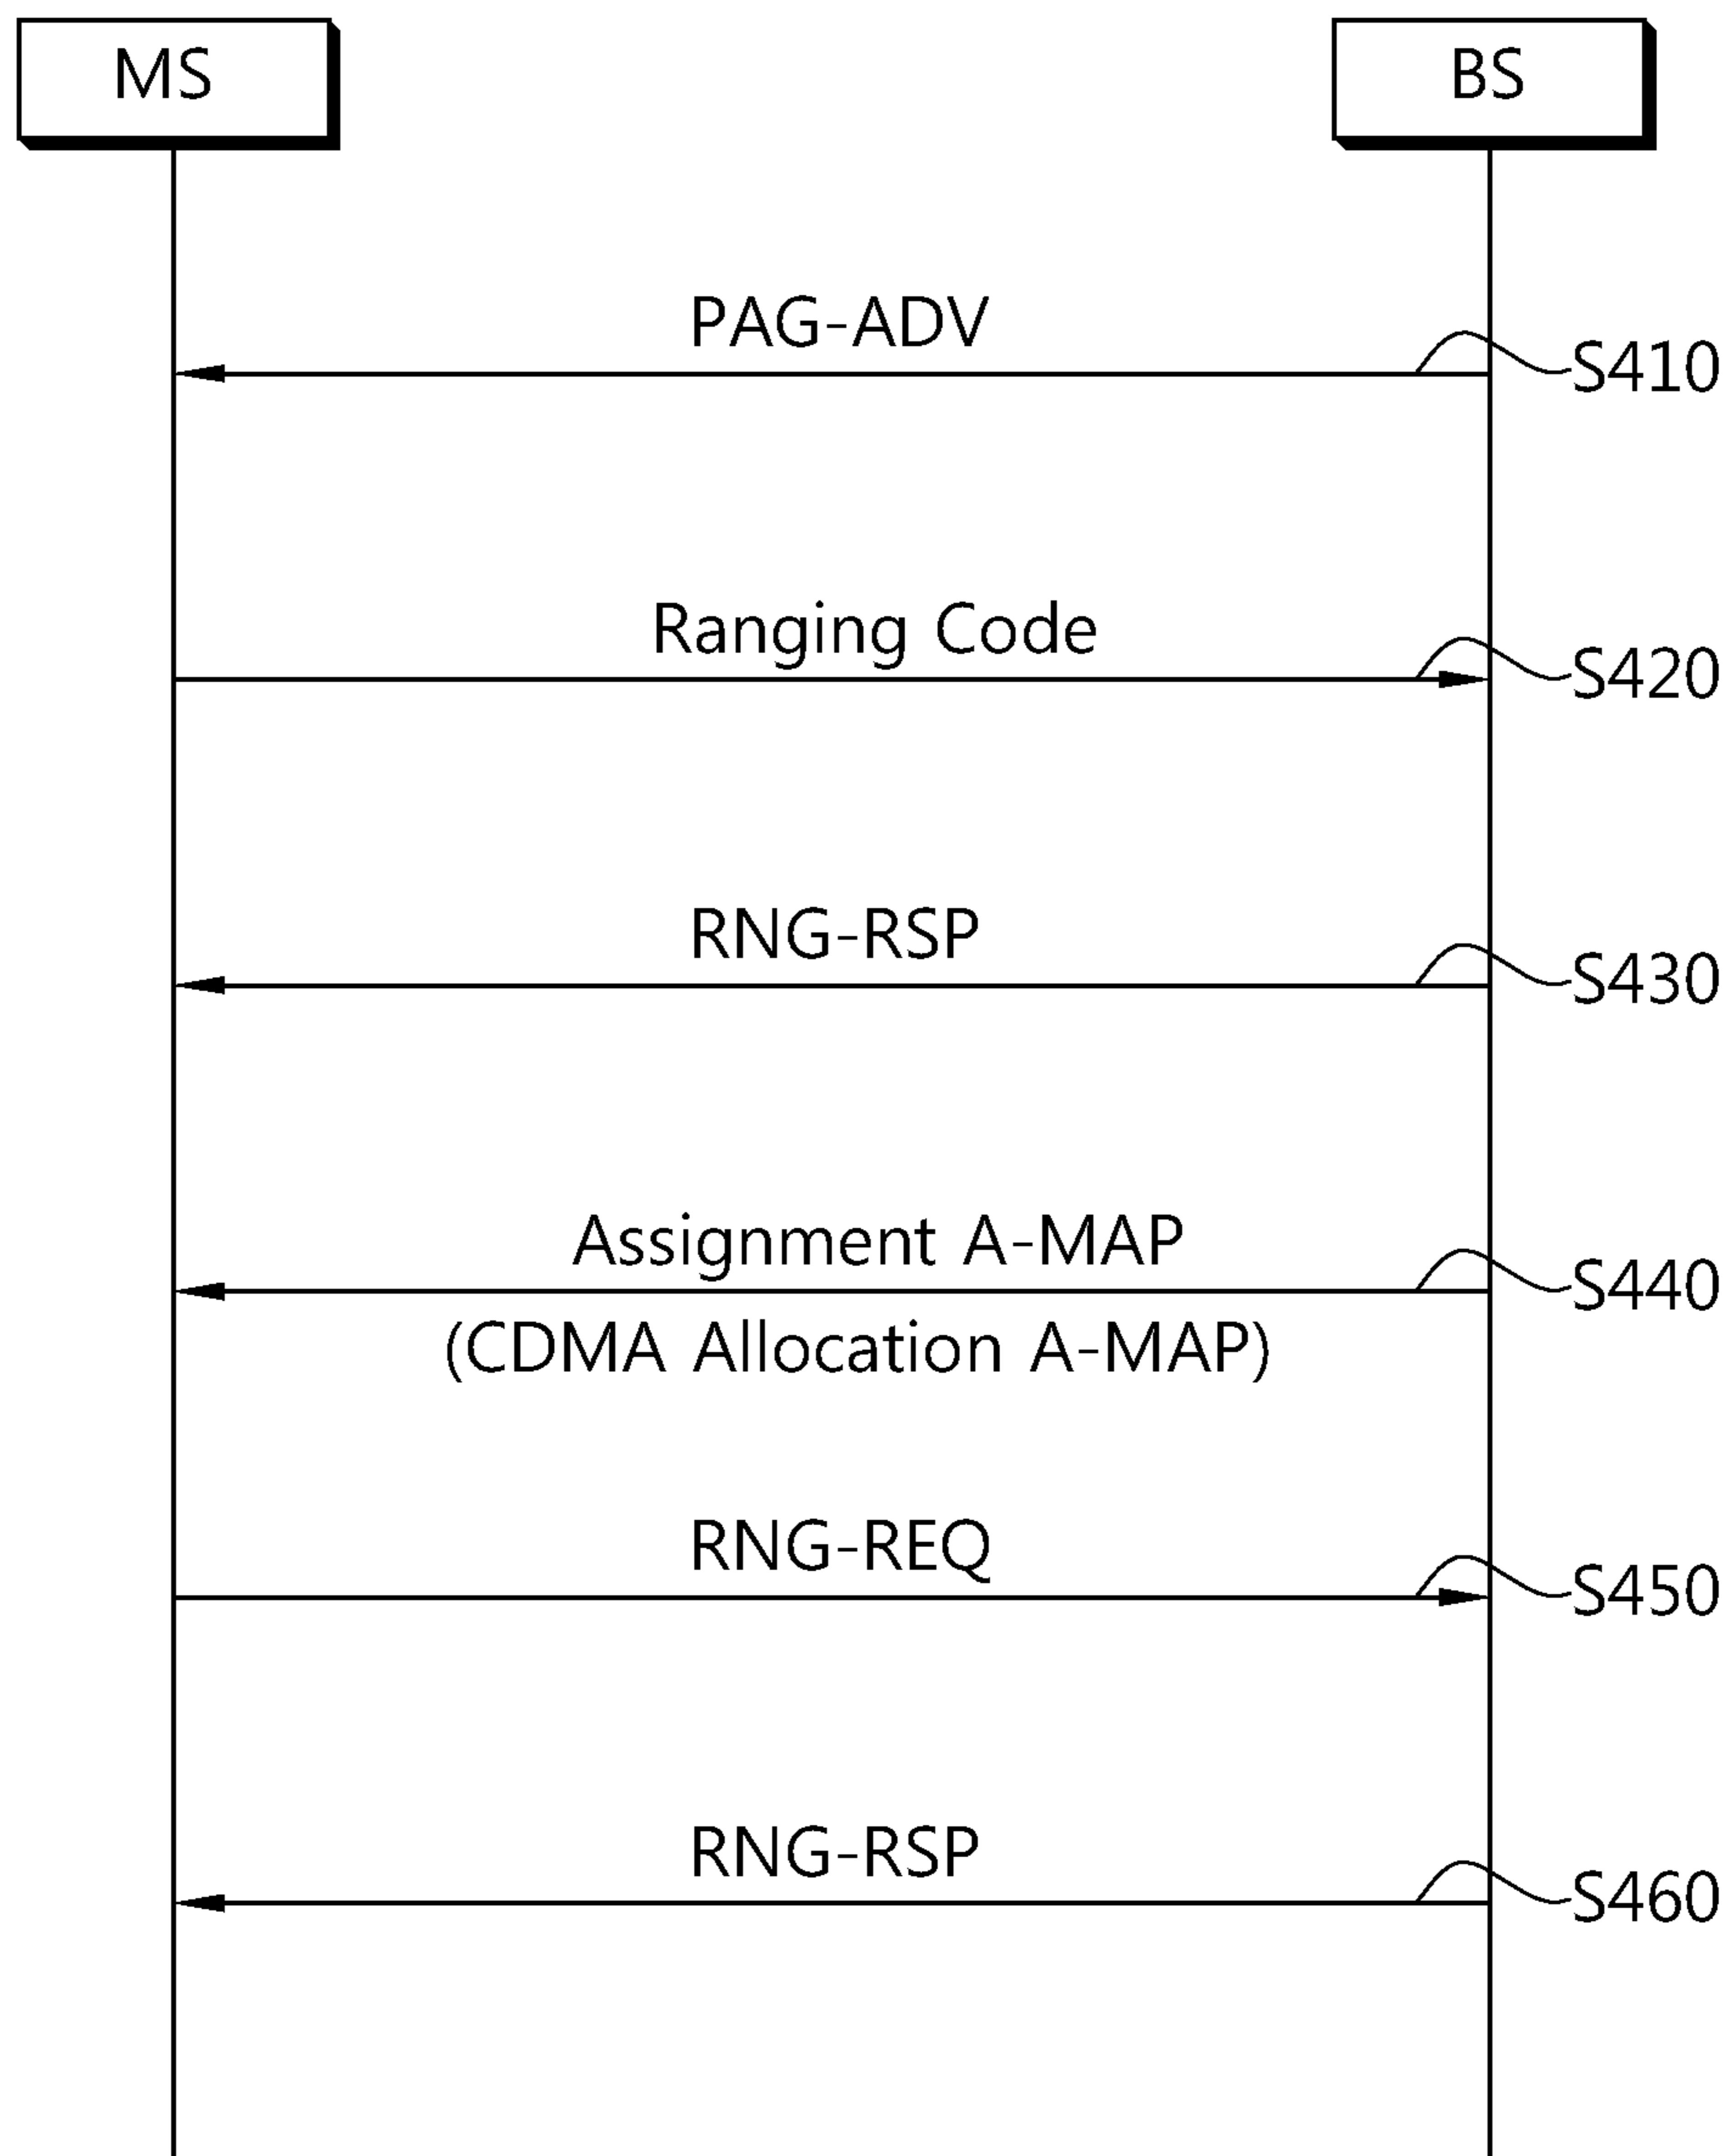 MS
BS
PAG-ADV
S410
Ranging Code
S420
RNG-RSP
S430
Assignment A-MAP
S440
(CDMA Allocation A-MAP)
RNG-REQ
S450
RNG-RSP
S460